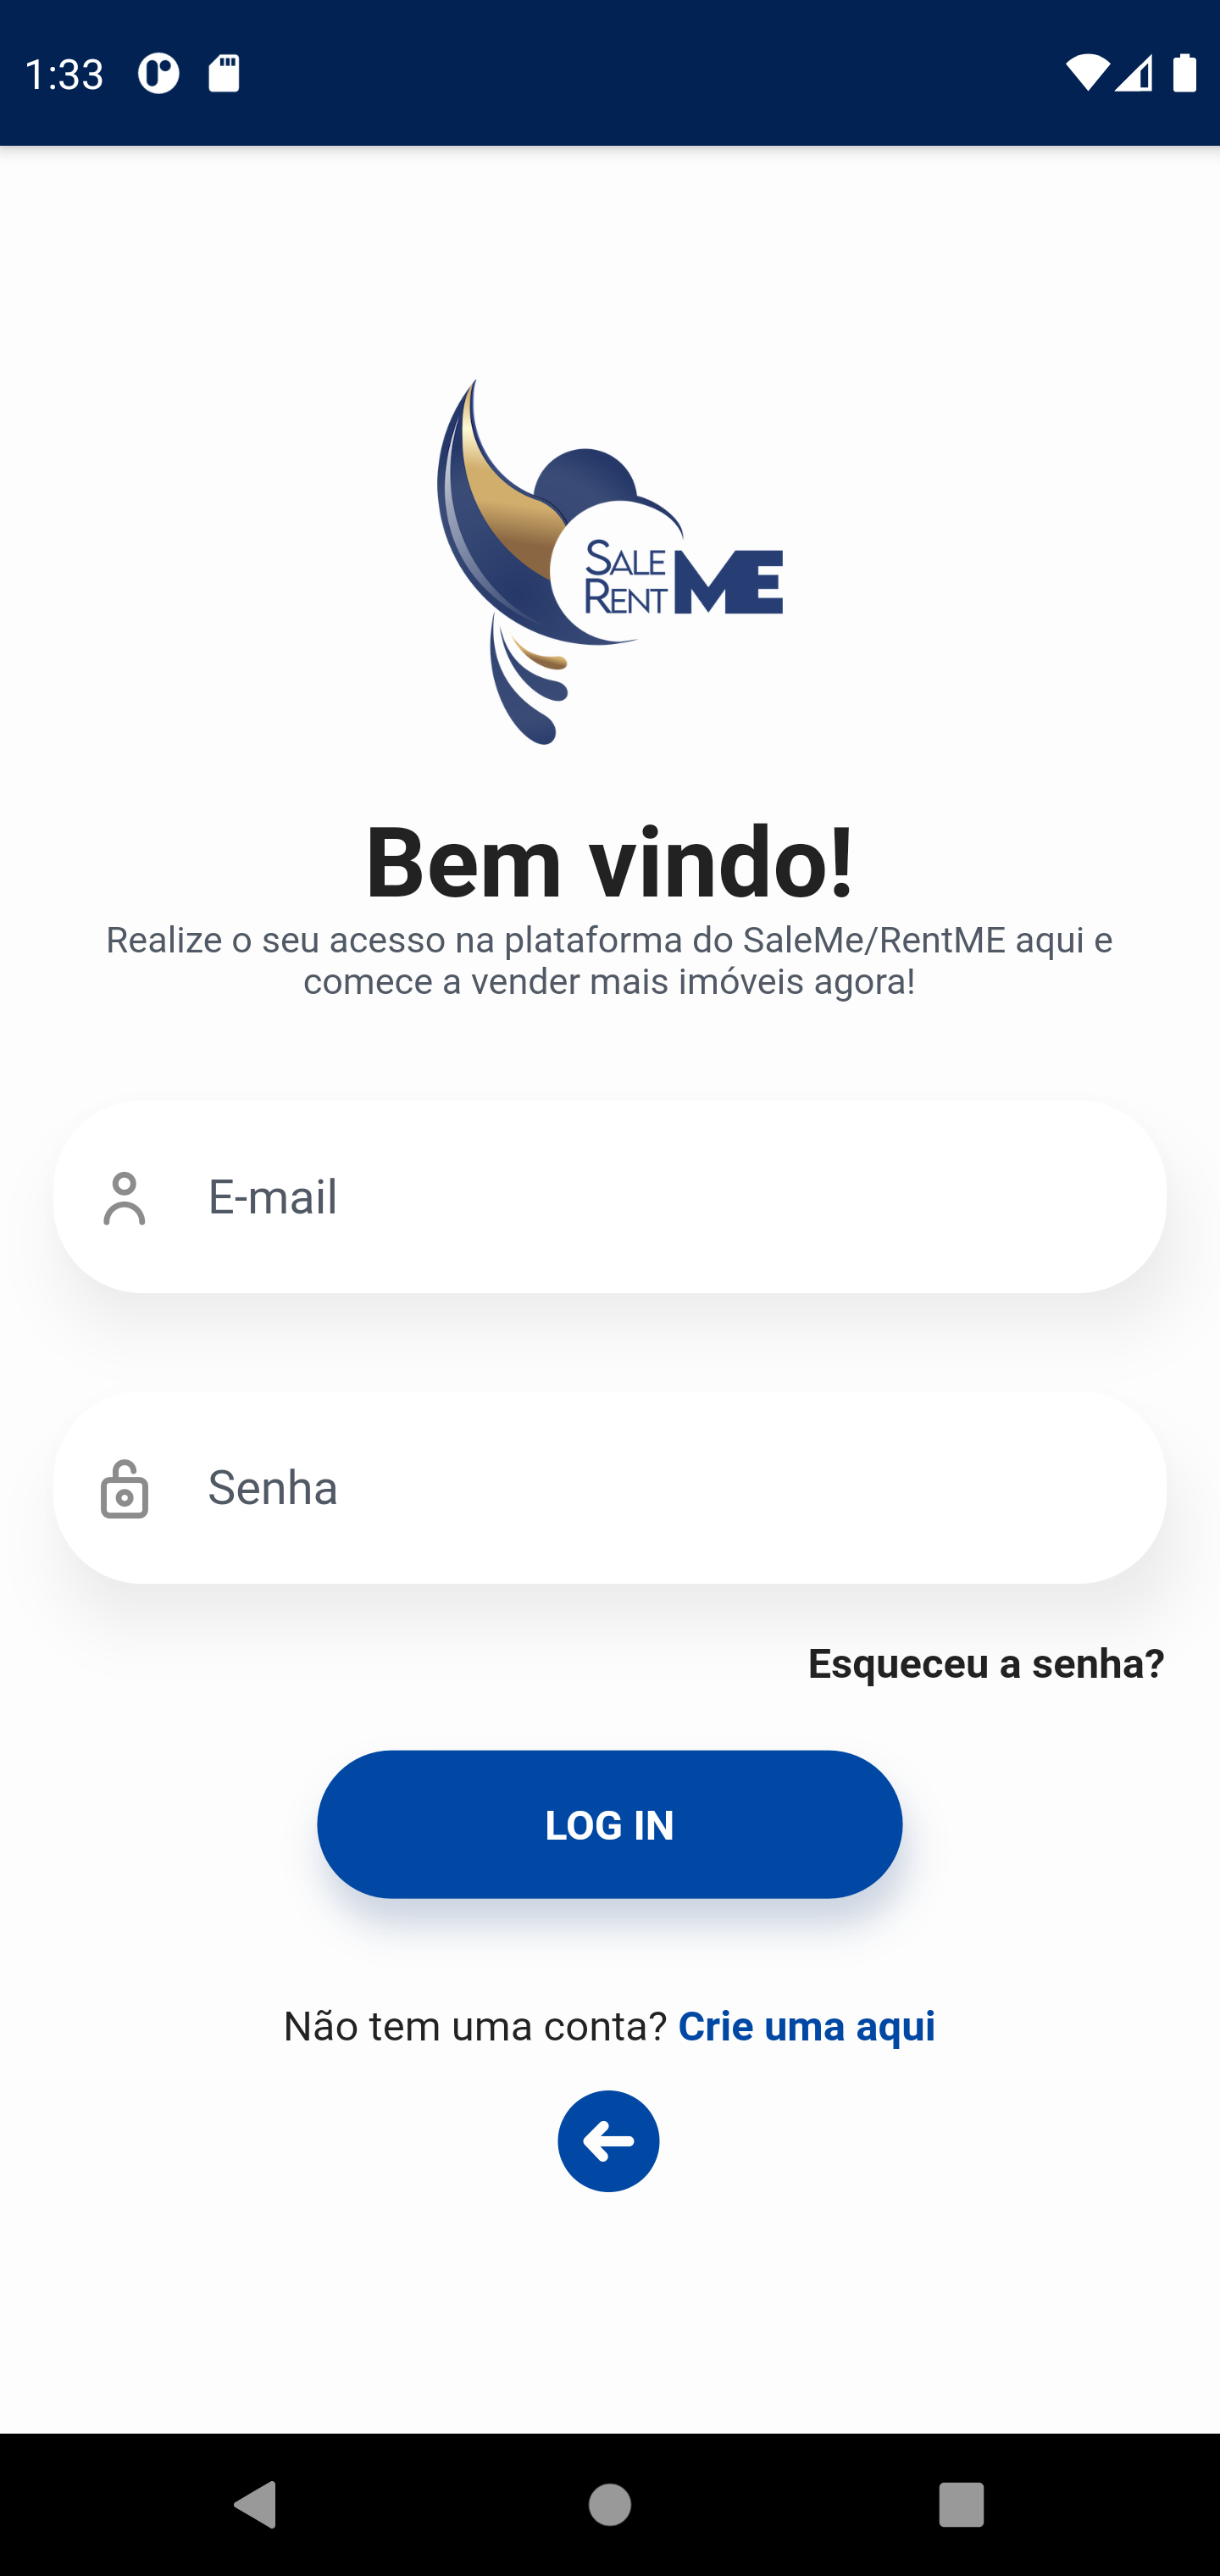 1:33
SALE
RENT ME
Bem vindo!
Realize o seu acesso na plataforma do SaleMe/RentME aqui e
comece a vender mais imóveis agora!
E-mail
Senha
Esqueceu a senha?
LOG IN
Não tem uma conta? Crie uma aqui